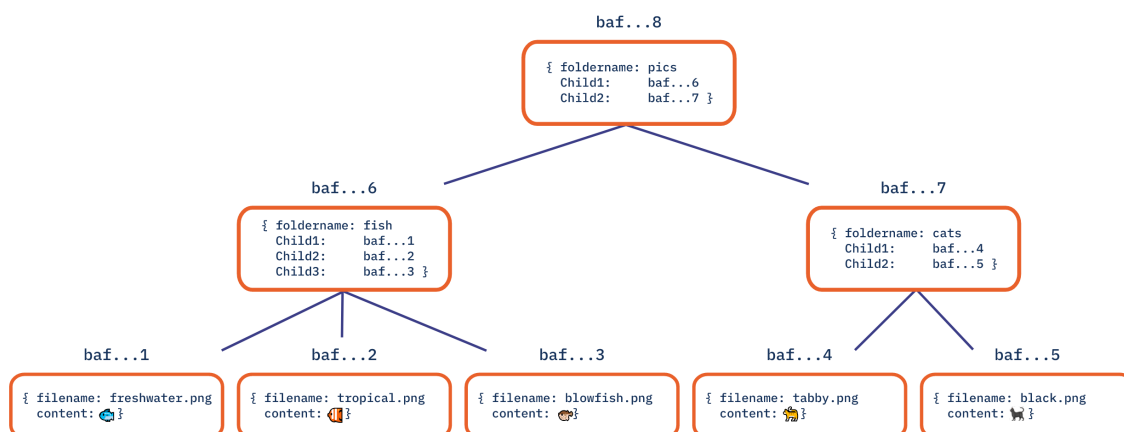 baf...8
{ foldername: pics
Child1: baf...6
Child2: baf...7 }
baf...6
baf...7
{ foldername: fish
Child1: baf...1
Child2: baf...2
Child3: baf...3 }
{ foldername: cats
Child1: baf...4
Child2: baf...5 }
baf...1
baf...2
baf...3
baf...4
baf...5
{ filename: freshwater.png
content: 🐟}
{ filename: tropical.png
content: 🐠}
{ filename: blowfish.png
content: 🐡}
{ filename: tabby.png
content: 🐈}
{ filename: black.png
content: 🐈‍⬛}